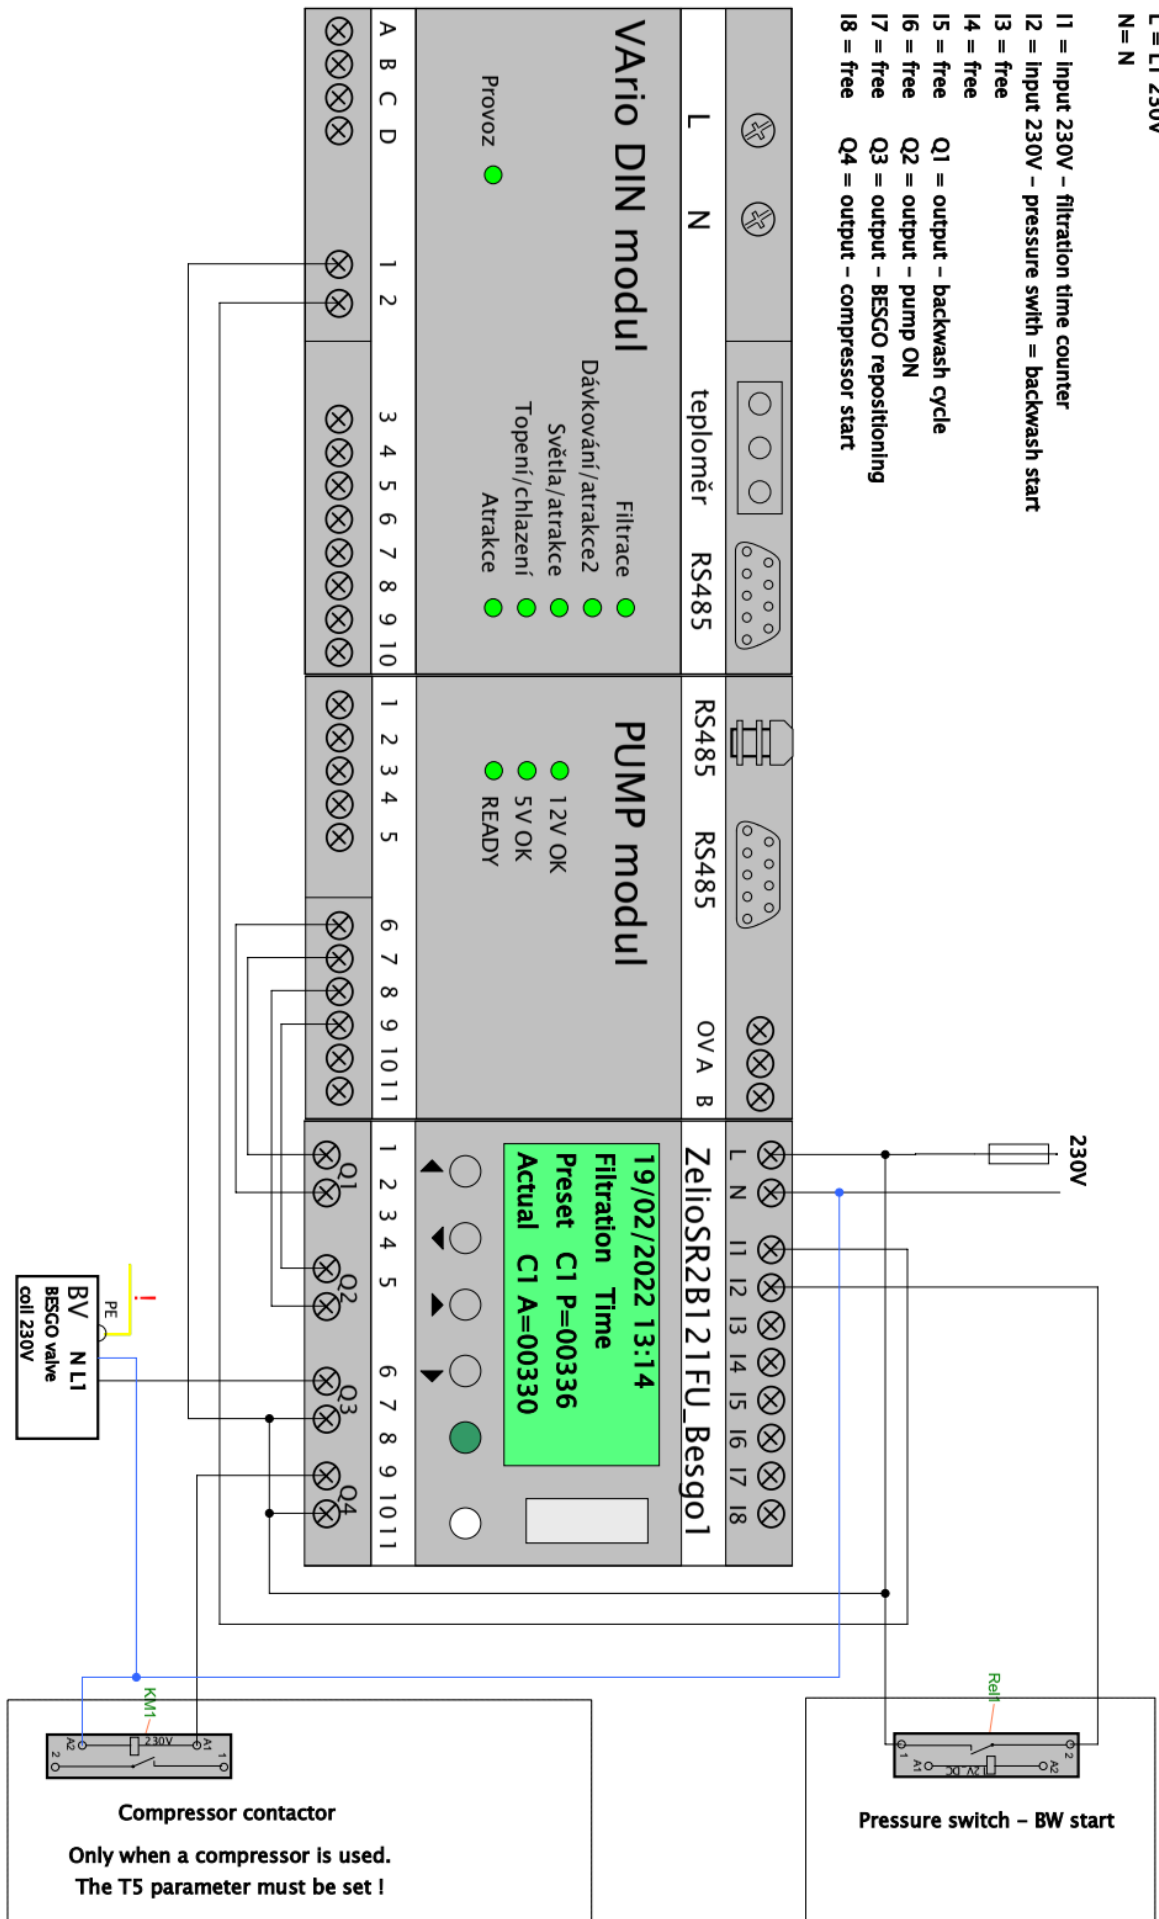 L = L1 230V
N= N
I1 = input 230V – filtration time counter
I2 = input 230V – pressure swith = backwash start
I3 = free
I4 = free
I5 = free Q1 = output – backwash cycle
I6 = free Q2 = output – pump ON
I7 = free Q3 = output – BESGO repositioning
I8 = free Q4 = output – compressor start
L N teploměr RS485
VArio DIN modul
Provoz
Filtrace
Dávkování/atrakce2
Světla/atrakce
Topení/chlazení
Atrakce
A B C D 1 2 3 4 5 6 7 8 9 10
RS485 RS485 OV A B
PUMP modul
12V OK
5V OK
READY
1 2 3 4 5 6 7 8 9 10 11
230V
L N I1 I2 I3 I4 I5 I6 I7 I8
ZelioSR2B121FU_Besgo1
19/02/2022 13:14
Filtration Time
Preset C1 P=00336
Actual C1 A=00330
1 2 3 4 5 6 7 8 9 10 11
Q1 Q2 Q3 Q4
!
PE
BV N L1
BESGO valve
coil 230V
KM1
A2 230V A1
2 1
Compressor contactor
Only when a compressor is used.
The T5 parameter must be set !
Rel1
1 2
A1 12V_DC A2
Pressure switch – BW start